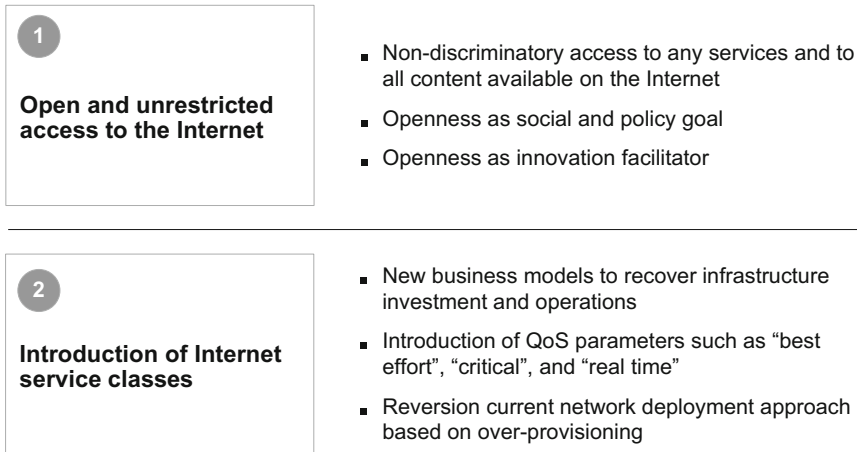 1
Open and unrestricted
access to the Internet
▪ Non-discriminatory access to any services and to
all content available on the Internet
▪ Openness as social and policy goal
▪ Openness as innovation facilitator
2
Introduction of Internet
service classes
▪ New business models to recover infrastructure
investment and operations
▪ Introduction of QoS parameters such as “best
effort”, “critical”, and “real time”
▪ Reversion current network deployment approach
based on over-provisioning